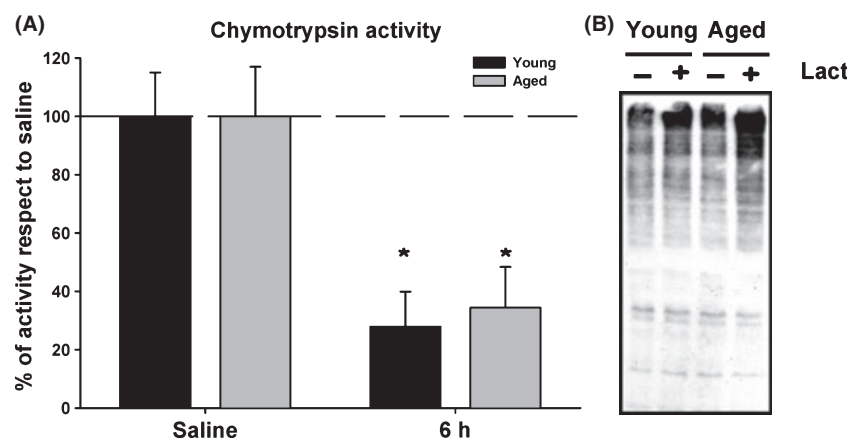 (A)
Chymotrypsin activity
% of activity respect to saline
120
100
80
60
40
20
0
Young
Aged
*
*
Saline
6 h
(B)
Young Aged
– + – + Lact